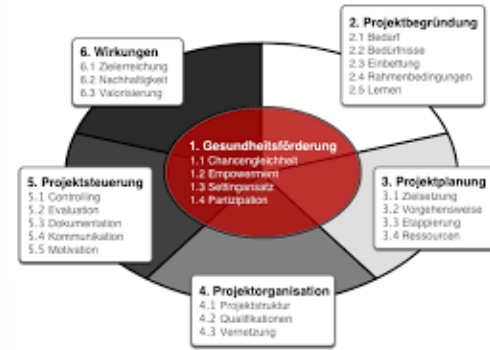 1. Gesundheitsförderung
1.1 Chancengleichheit
1.2 Empowerment
1.3 Settingansatz
1.4 Partizipation
2. Projektbegründung
2.1 Bedarf
2.2 Bedürfnisse
2.3 Einbettung
2.4 Rahmenbedingungen
2.5 Lernen
3. Projektplanung
3.1 Zielsetzung
3.2 Vorgehensweise
3.3 Etappierung
3.4 Ressourcen
4. Projektorganisation
4.1 Projektstruktur
4.2 Qualifikationen
4.3 Vernetzung
5. Projektsteuerung
5.1 Controlling
5.2 Evaluation
5.3 Dokumentation
5.4 Kommunikation
5.5 Motivation
6. Wirkungen
6.1 Zielerreichung
6.2 Nachhaltigkeit
6.3 Valorisierung